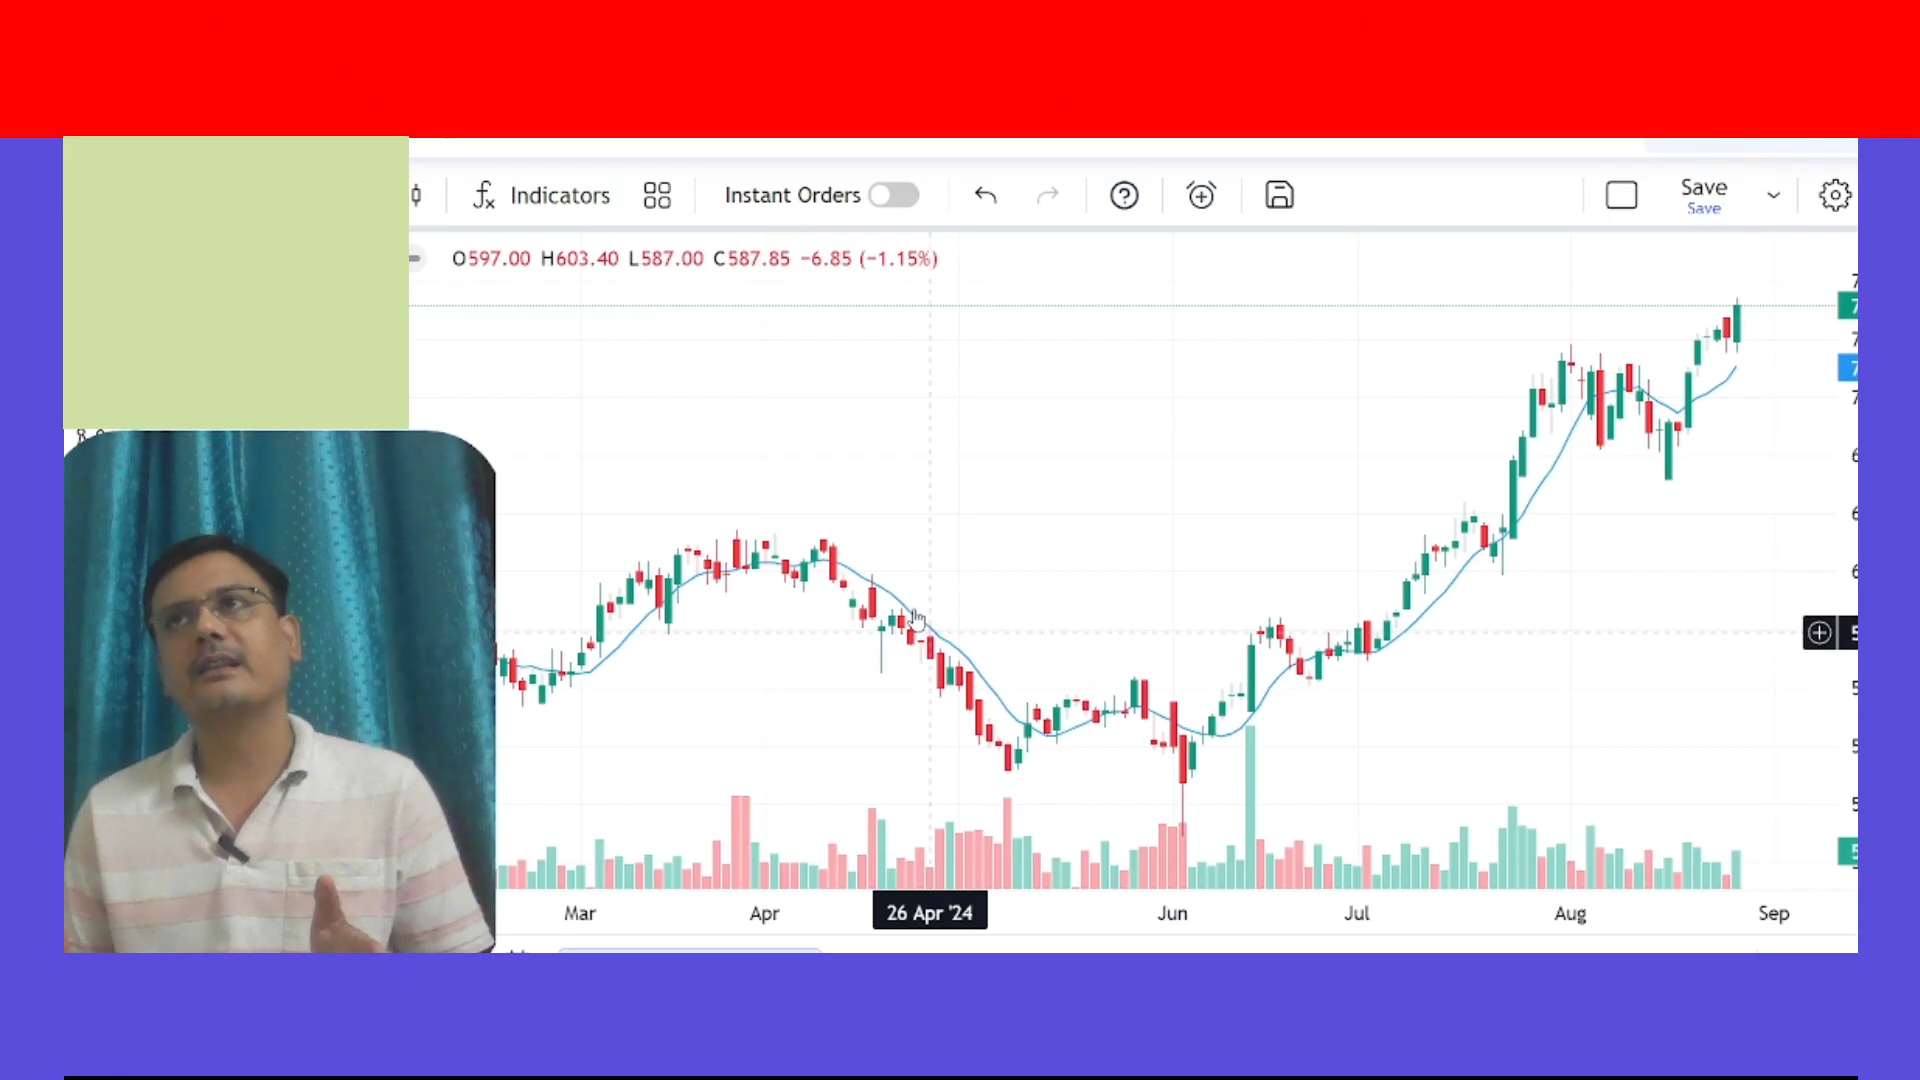 Indicators Instant Orders Save
Save
O597.00 H603.40 L587.00 C587.85 −6.85 (−1.15%)
Mar Apr 26 Apr '24 Jun Jul Aug Sep